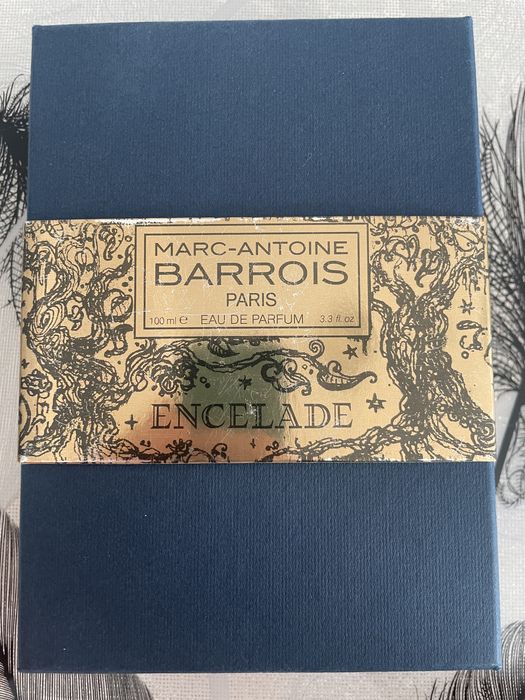 MARC-ANTOINE
BARROIS
PARIS
100 ml ℮ EAU DE PARFUM 3.3 fl. oz
ENCELADE